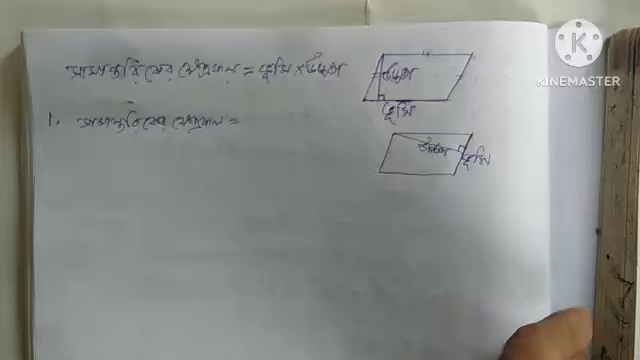 সামান্তরিকের ক্ষেত্রফল = ভূমি × উচ্চতা
উচ্চতা
ভূমি
1. সামান্তরিকের ক্ষেত্রফল =
উচ্চতা
ভূমি
KINEMASTER